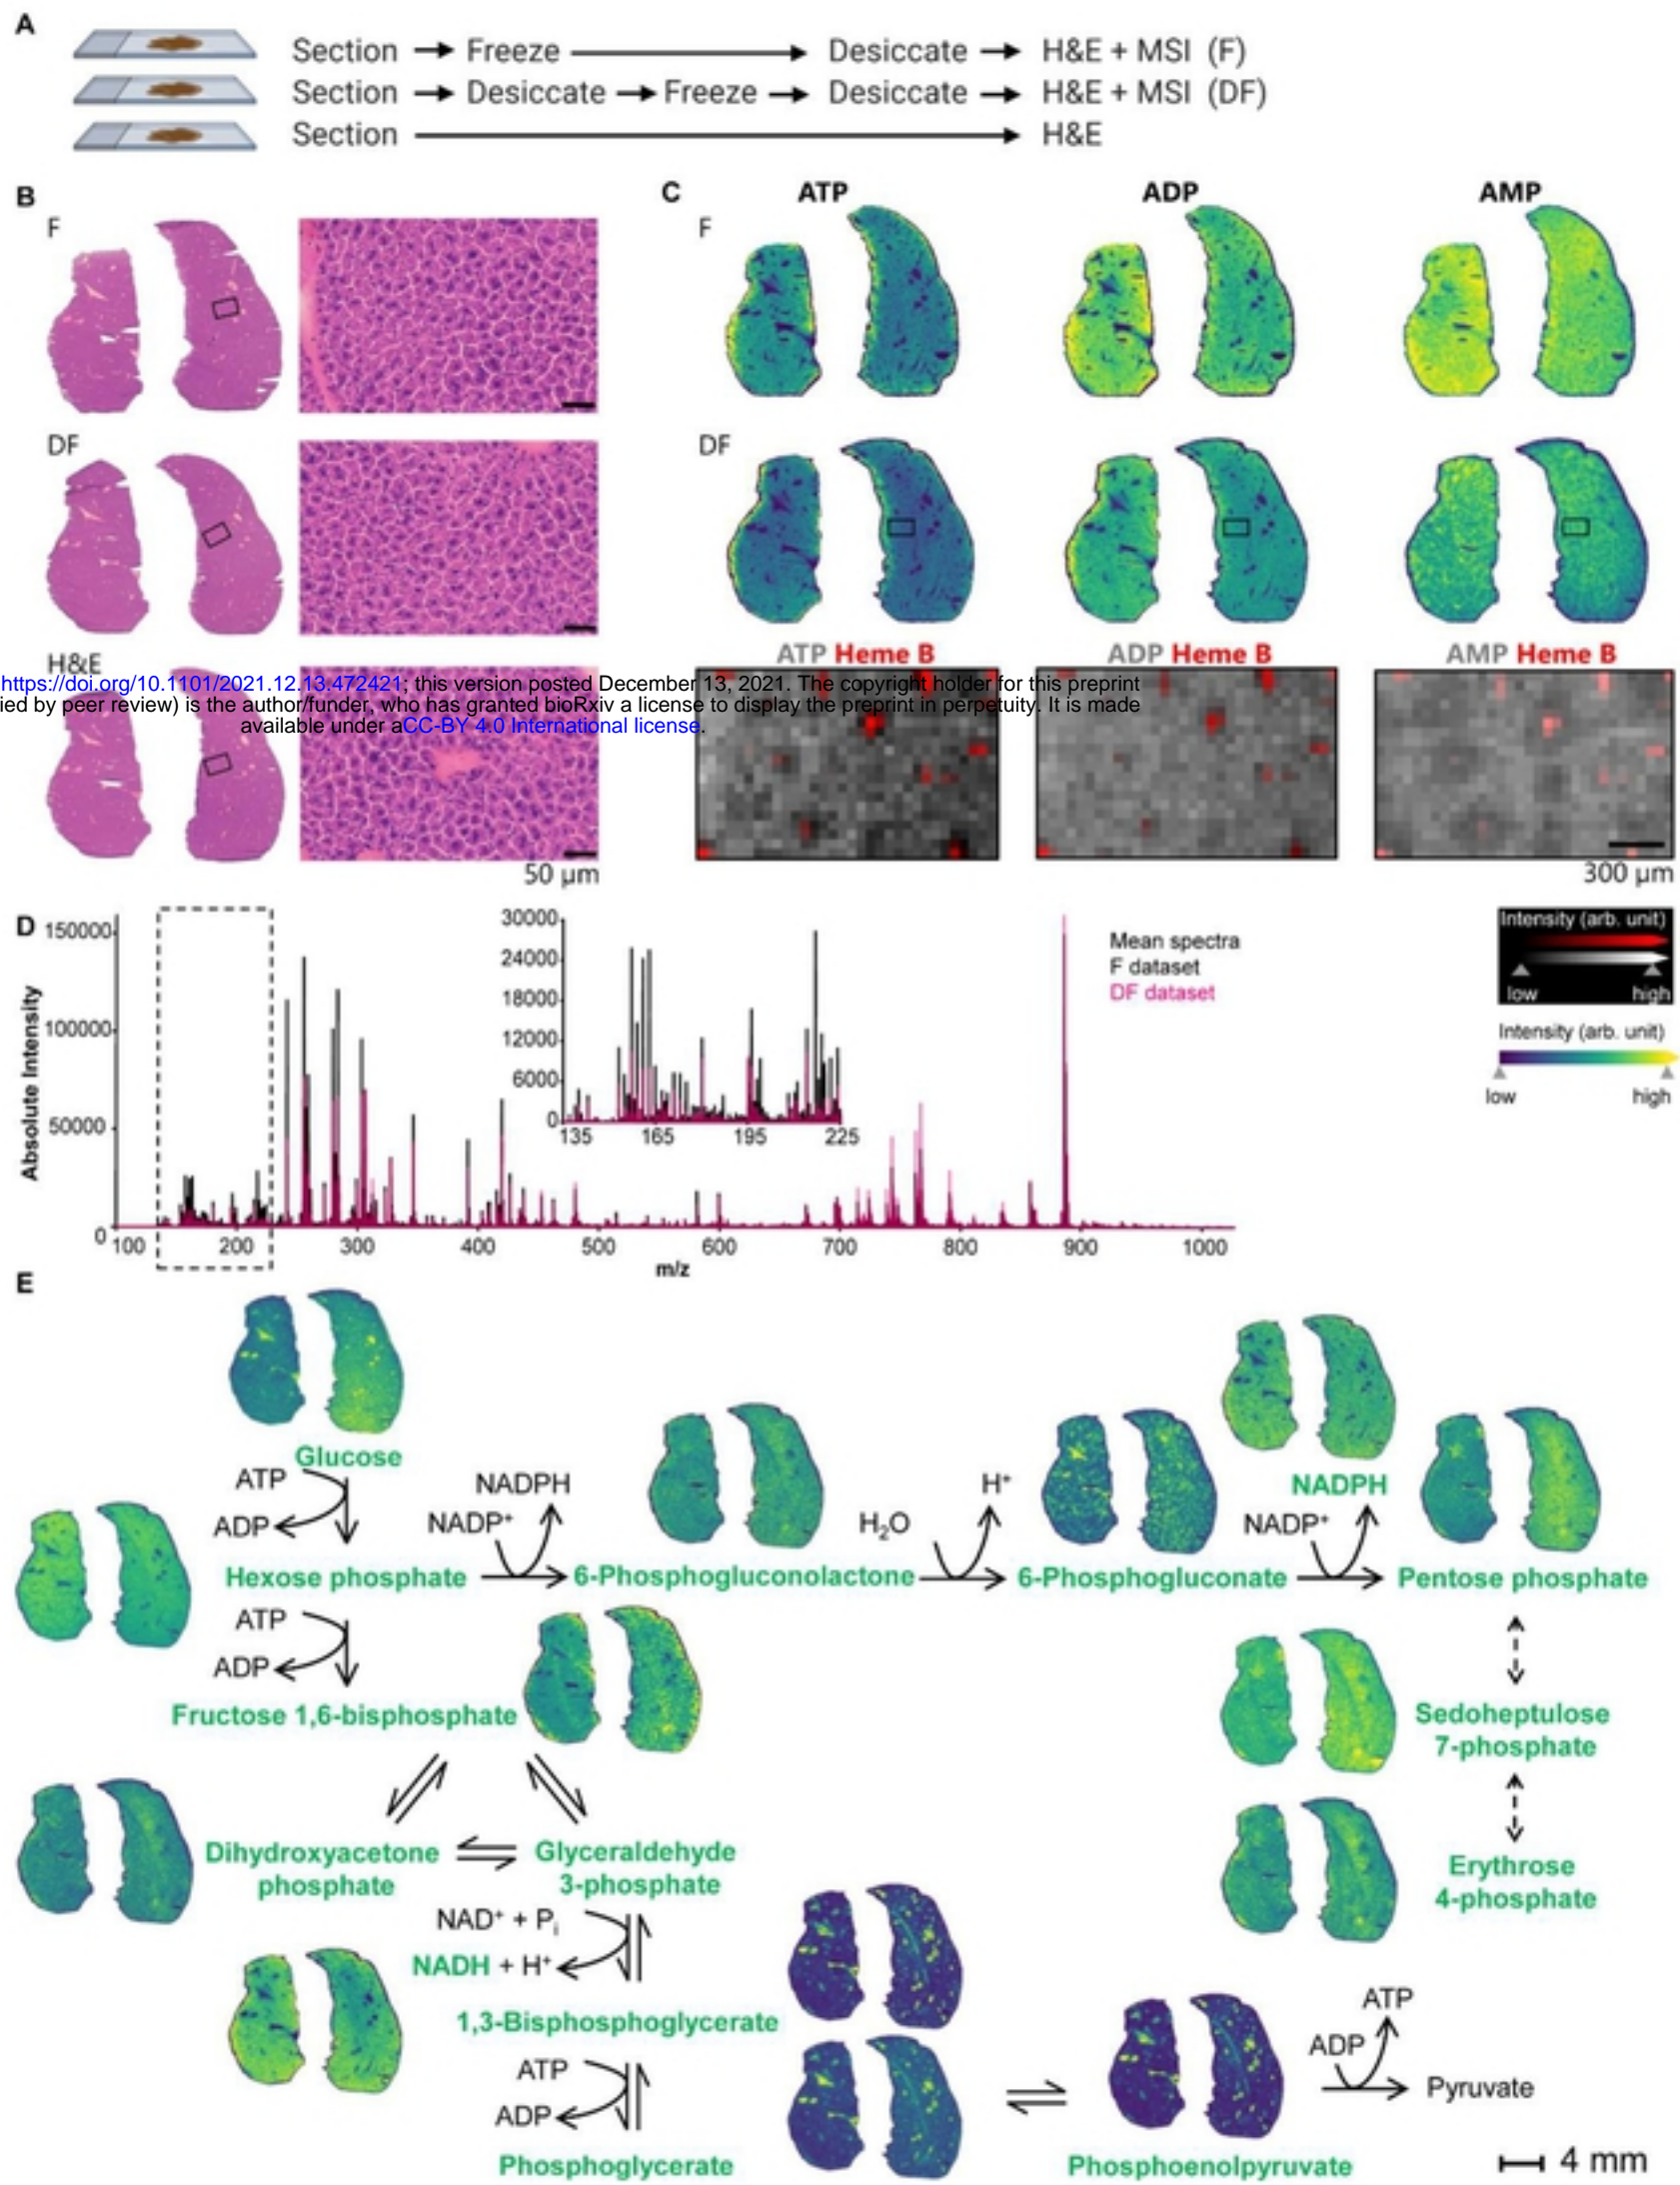 A
Section Freeze Desiccate H&E + MSI (F)
Section Desiccate Freeze Desiccate H&E + MSI (DF)
Section H&E
B
F
DF
H&E
50 µm
C
ATP ADP AMP
F
DF
ATP Heme B ADP Heme B AMP Heme B
300 µm
https://doi.org/10.1101/2021.12.13.472421; this version posted December 13, 2021. The copyright holder for this preprint
ied by peer review) is the author/funder, who has granted bioRxiv a license to display the preprint in perpetuity. It is made
available under aCC-BY 4.0 International license.
Intensity (arb. unit)
low high
Intensity (arb. unit)
low high
D
Absolute Intensity
150000
100000
50000
0
100 200 300 400 500 600 700 800 900 1000
m/z
30000
24000
18000
12000
6000
0
135 165 195 225
Mean spectra
F dataset
DF dataset
E
Glucose
ATP
ADP
Hexose phosphate
NADP+
NADPH
6-Phosphogluconolactone
H2O
H+
6-Phosphogluconate
NADP+
NADPH
Pentose phosphate
ATP
ADP
Fructose 1,6-bisphosphate
Sedoheptulose
7-phosphate
Erythrose
4-phosphate
Dihydroxyacetone
phosphate
Glyceraldehyde
3-phosphate
NAD+ + Pi
NADH + H+
1,3-Bisphosphoglycerate
ATP
ADP
Phosphoglycerate
Phosphoenolpyruvate
ADP
ATP
Pyruvate
4 mm